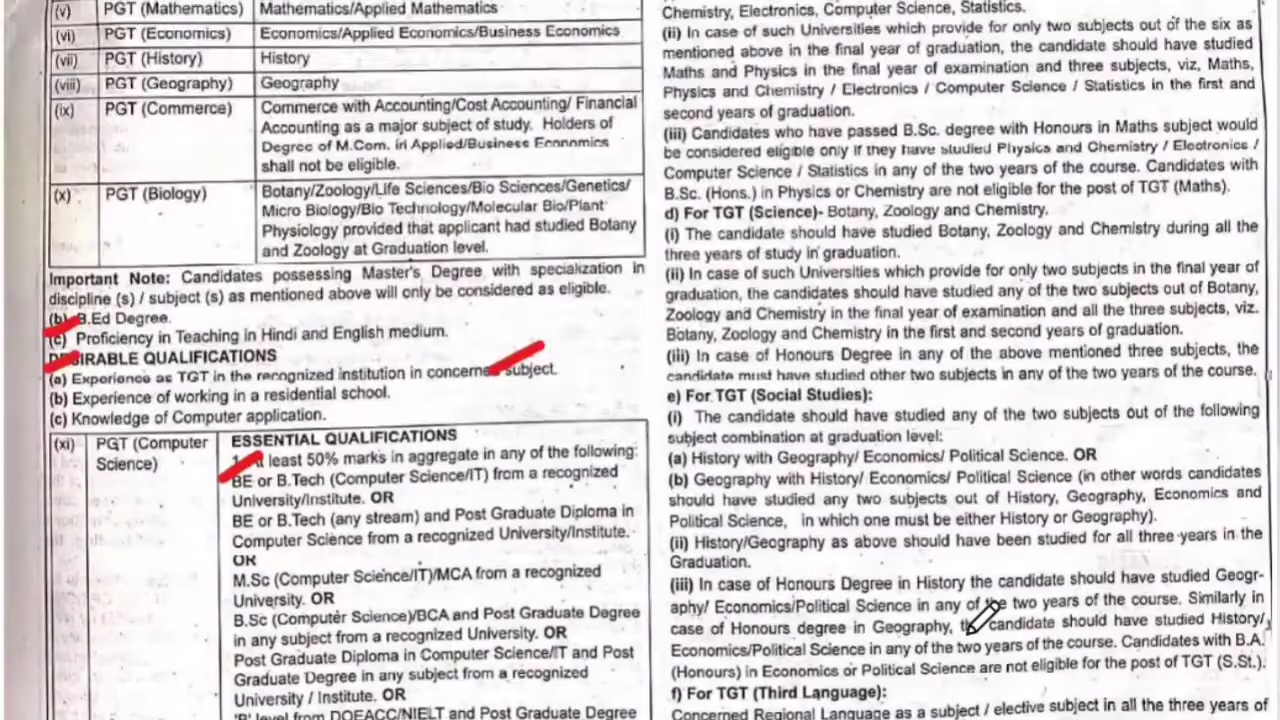 (v) PGT (Mathematics) Mathematics/Applied Mathematics
(vi) PGT (Economics) Economics/Applied Economics/Business Economics
(vii) PGT (History) History
(viii) PGT (Geography) Geography
(ix) PGT (Commerce) Commerce with Accounting/Cost Accounting/ Financial
Accounting as a major subject of study. Holders of
Degree of M.Com. in Applied/Business Economics
shall not be eligible.
(x) PGT (Biology) Botany/Zoology/Life Sciences/Bio Sciences/Genetics/
Micro Biology/Bio Technology/Molecular Bio/Plant
Physiology provided that applicant had studied Botany
and Zoology at Graduation level.
Important Note: Candidates possessing Master's Degree with specialization in
discipline (s) / subject (s) as mentioned above will only be considered as eligible.
(b) B.Ed Degree.
(c) Proficiency in Teaching in Hindi and English medium.
DESIRABLE QUALIFICATIONS
(a) Experience as TGT in the recognized institution in concerned subject.
(b) Experience of working in a residential school.
(c) Knowledge of Computer application.
(xi) PGT (Computer
Science)
ESSENTIAL QUALIFICATIONS
At least 50% marks in aggregate in any of the following:
BE or B.Tech (Computer Science/IT) from a recognized
University/Institute. OR
BE or B.Tech (any stream) and Post Graduate Diploma in
Computer Science from a recognized University/Institute.
OR
M.Sc (Computer Science/IT)/MCA from a recognized
University. OR
B.Sc (Computer Science)/BCA and Post Graduate Degree
in any subject from a recognized University. OR
Post Graduate Diploma in Computer Science/IT and Post
Graduate Degree in any subject from a recognized
University / Institute. OR
'B' level from DOEACC/NIELT and Post Graduate Degree
Chemistry, Electronics, Computer Science, Statistics.
(ii) In case of such Universities which provide for only two subjects out of the six as
mentioned above in the final year of graduation, the candidate should have studied
Maths and Physics in the final year of examination and three subjects, viz, Maths,
Physics and Chemistry / Electronics / Computer Science / Statistics in the first and
second years of graduation.
(iii) Candidates who have passed B.Sc. degree with Honours in Maths subject would
be considered eligible only if they have studied Physics and Chemistry / Electronics /
Computer Science / Statistics in any of the two years of the course. Candidates with
B.Sc. (Hons.) in Physics or Chemistry are not eligible for the post of TGT (Maths).
d) For TGT (Science)- Botany, Zoology and Chemistry.
(i) The candidate should have studied Botany, Zoology and Chemistry during all the
three years of study in graduation.
(ii) In case of such Universities which provide for only two subjects in the final year of
graduation, the candidates should have studied any of the two subjects out of Botany,
Zoology and Chemistry in the final year of examination and all the three subjects, viz.
Botany, Zoology and Chemistry in the first and second years of graduation.
(iii) In case of Honours Degree in any of the above mentioned three subjects, the
candidate must have studied other two subjects in any of the two years of the course.
e) For TGT (Social Studies):
(i) The candidate should have studied any of the two subjects out of the following
subject combination at graduation level:
(a) History with Geography/ Economics/ Political Science. OR
(b) Geography with History/ Economics/ Political Science (in other words candidates
should have studied any two subjects out of History, Geography, Economics and
Political Science, in which one must be either History or Geography).
(ii) History/Geography as above should have been studied for all three years in the
Graduation.
(iii) In case of Honours Degree in History the candidate should have studied Geogr-
aphy/ Economics/Political Science in any of the two years of the course. Similarly in
case of Honours degree in Geography, the candidate should have studied History/
Economics/Political Science in any of the two years of the course. Candidates with B.A.
(Honours) in Economics or Political Science are not eligible for the post of TGT (S.St.).
f) For TGT (Third Language):
Concerned Regional Language as a subject / elective subject in all the three years of